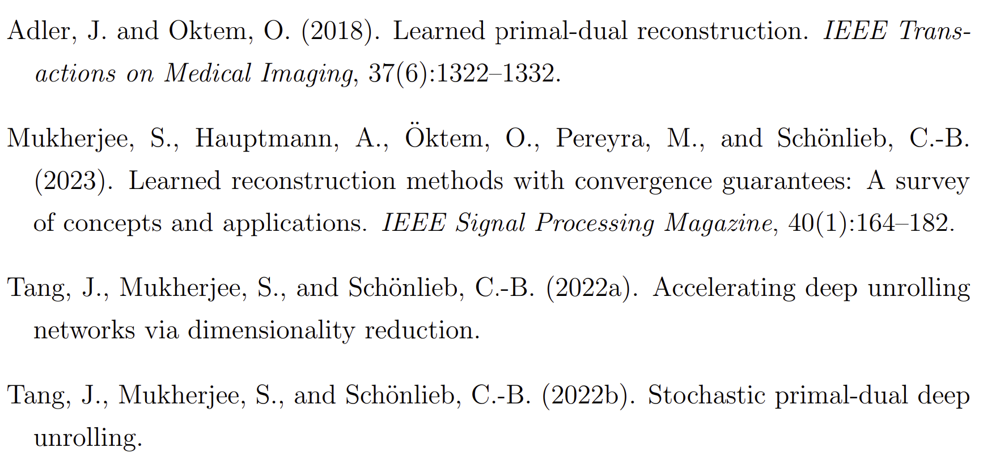 Adler, J. and Oktem, O. (2018). Learned primal-dual reconstruction. IEEE Trans-
actions on Medical Imaging, 37(6):1322–1332.
Mukherjee, S., Hauptmann, A., Öktem, O., Pereyra, M., and Schönlieb, C.-B.
(2023). Learned reconstruction methods with convergence guarantees: A survey
of concepts and applications. IEEE Signal Processing Magazine, 40(1):164–182.
Tang, J., Mukherjee, S., and Schönlieb, C.-B. (2022a). Accelerating deep unrolling
networks via dimensionality reduction.
Tang, J., Mukherjee, S., and Schönlieb, C.-B. (2022b). Stochastic primal-dual deep
unrolling.